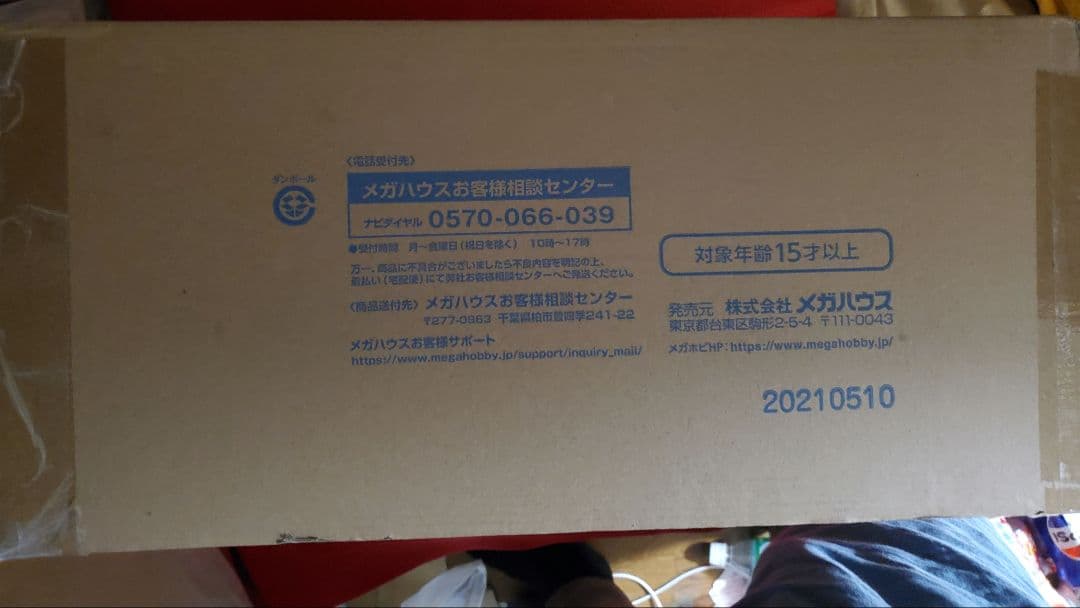 ダンボール
〈電話受付先〉
メガハウスお客様相談センター
ナビダイヤル 0570-066-039
●受付時間 月～金曜日(祝日を除く) 10時～17時
万一、商品に不具合がございましたら不良内容を明記の上、
着払い(宅配便)にて弊社お客様相談センターへご発送ください。
〈商品送付先〉メガハウスお客様相談センター
〒277-0863 千葉県柏市豊四季241-22
メガハウスお客様サポート
https://www.megahobby.jp/support/inquiry_mail/
対象年齢15才以上
発売元 株式会社 メガハウス
東京都台東区駒形2-5-4 〒111-0043
メガホビHP:https://www.megahobby.jp/
20210510